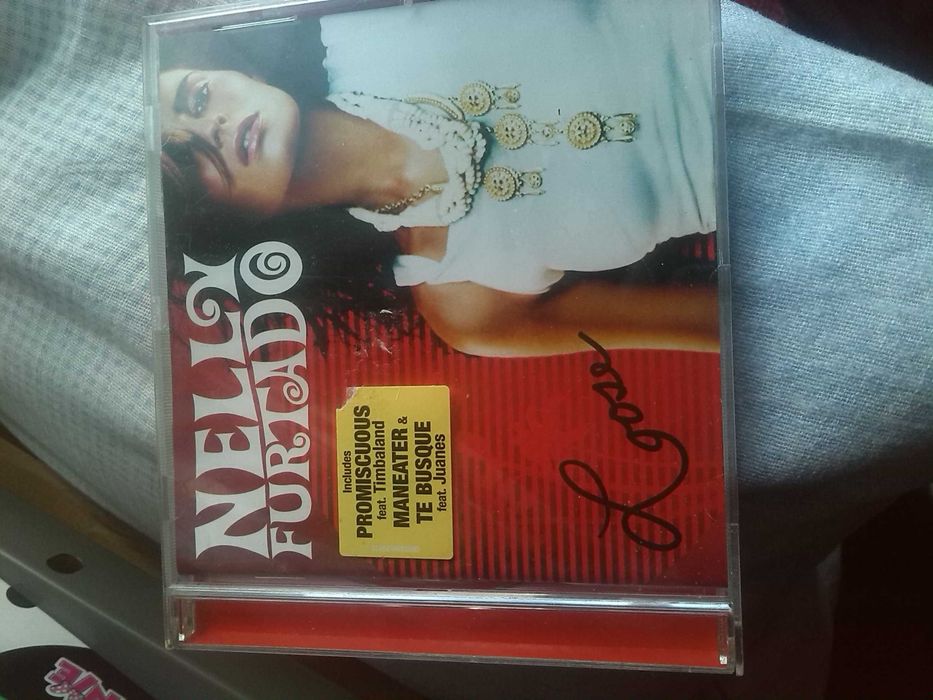 NELLY
FURTADO
Includes
PROMISCUOUS
feat. Timbaland
MANEATER &
TE BUSQUE
feat. Juanes
Loose